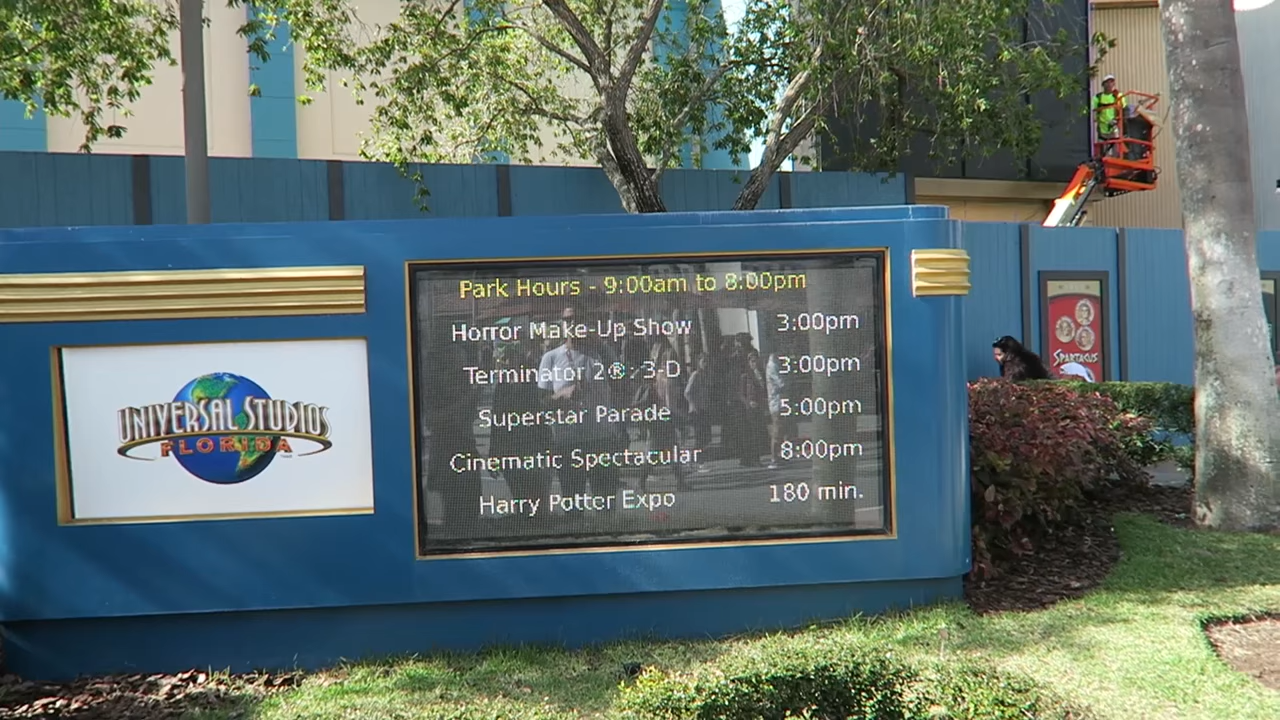 UNIVERSAL STUDIOS
FLORIDA
Park Hours - 9:00am to 8:00pm
Horror Make-Up Show 3:00pm
Terminator 2®: 3-D 3:00pm
Superstar Parade 5:00pm
Cinematic Spectacular 8:00pm
Harry Potter Expo 180 min.
SPARTACUS